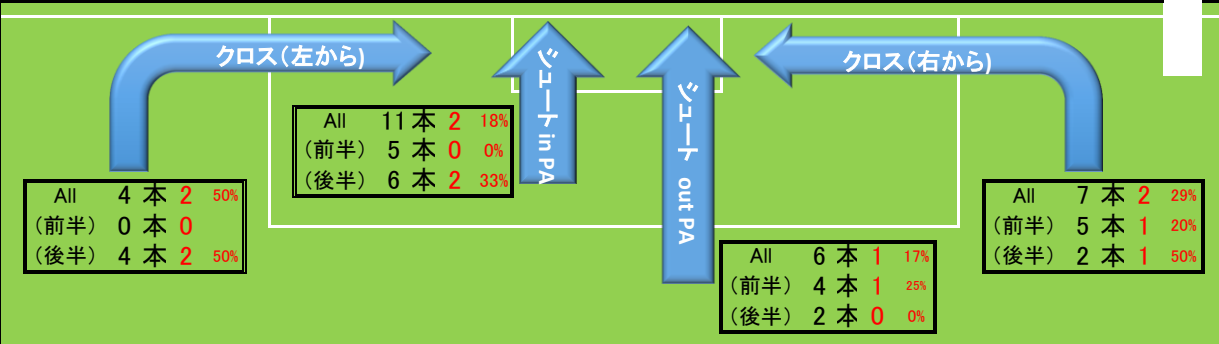 クロス(左から)
シュート in PA
シュート out PA
クロス(右から)
All 11 本 2 18%
(前半) 5 本 0 0%
(後半) 6 本 2 33%
All 4 本 2 50%
(前半) 0 本 0
(後半) 4 本 2 50%
All 7 本 2 29%
(前半) 5 本 1 20%
(後半) 2 本 1 50%
All 6 本 1 17%
(前半) 4 本 1 25%
(後半) 2 本 0 0%